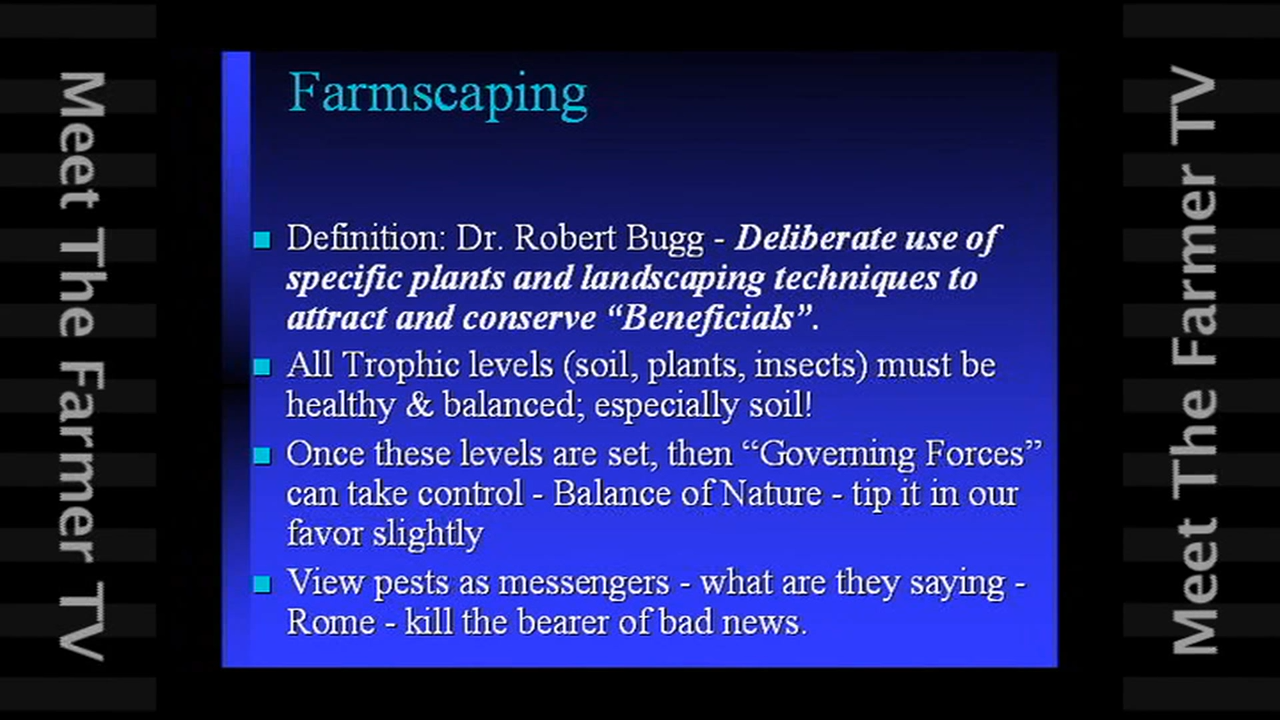 Meet The Farmer TV
Farmscaping
Definition: Dr. Robert Bugg - Deliberate use of
specific plants and landscaping techniques to
attract and conserve “Beneficials”.
All Trophic levels (soil, plants, insects) must be
healthy & balanced; especially soil!
Once these levels are set, then “Governing Forces”
can take control - Balance of Nature - tip it in our
favor slightly
View pests as messengers - what are they saying -
Rome - kill the bearer of bad news.
Meet The Farmer TV